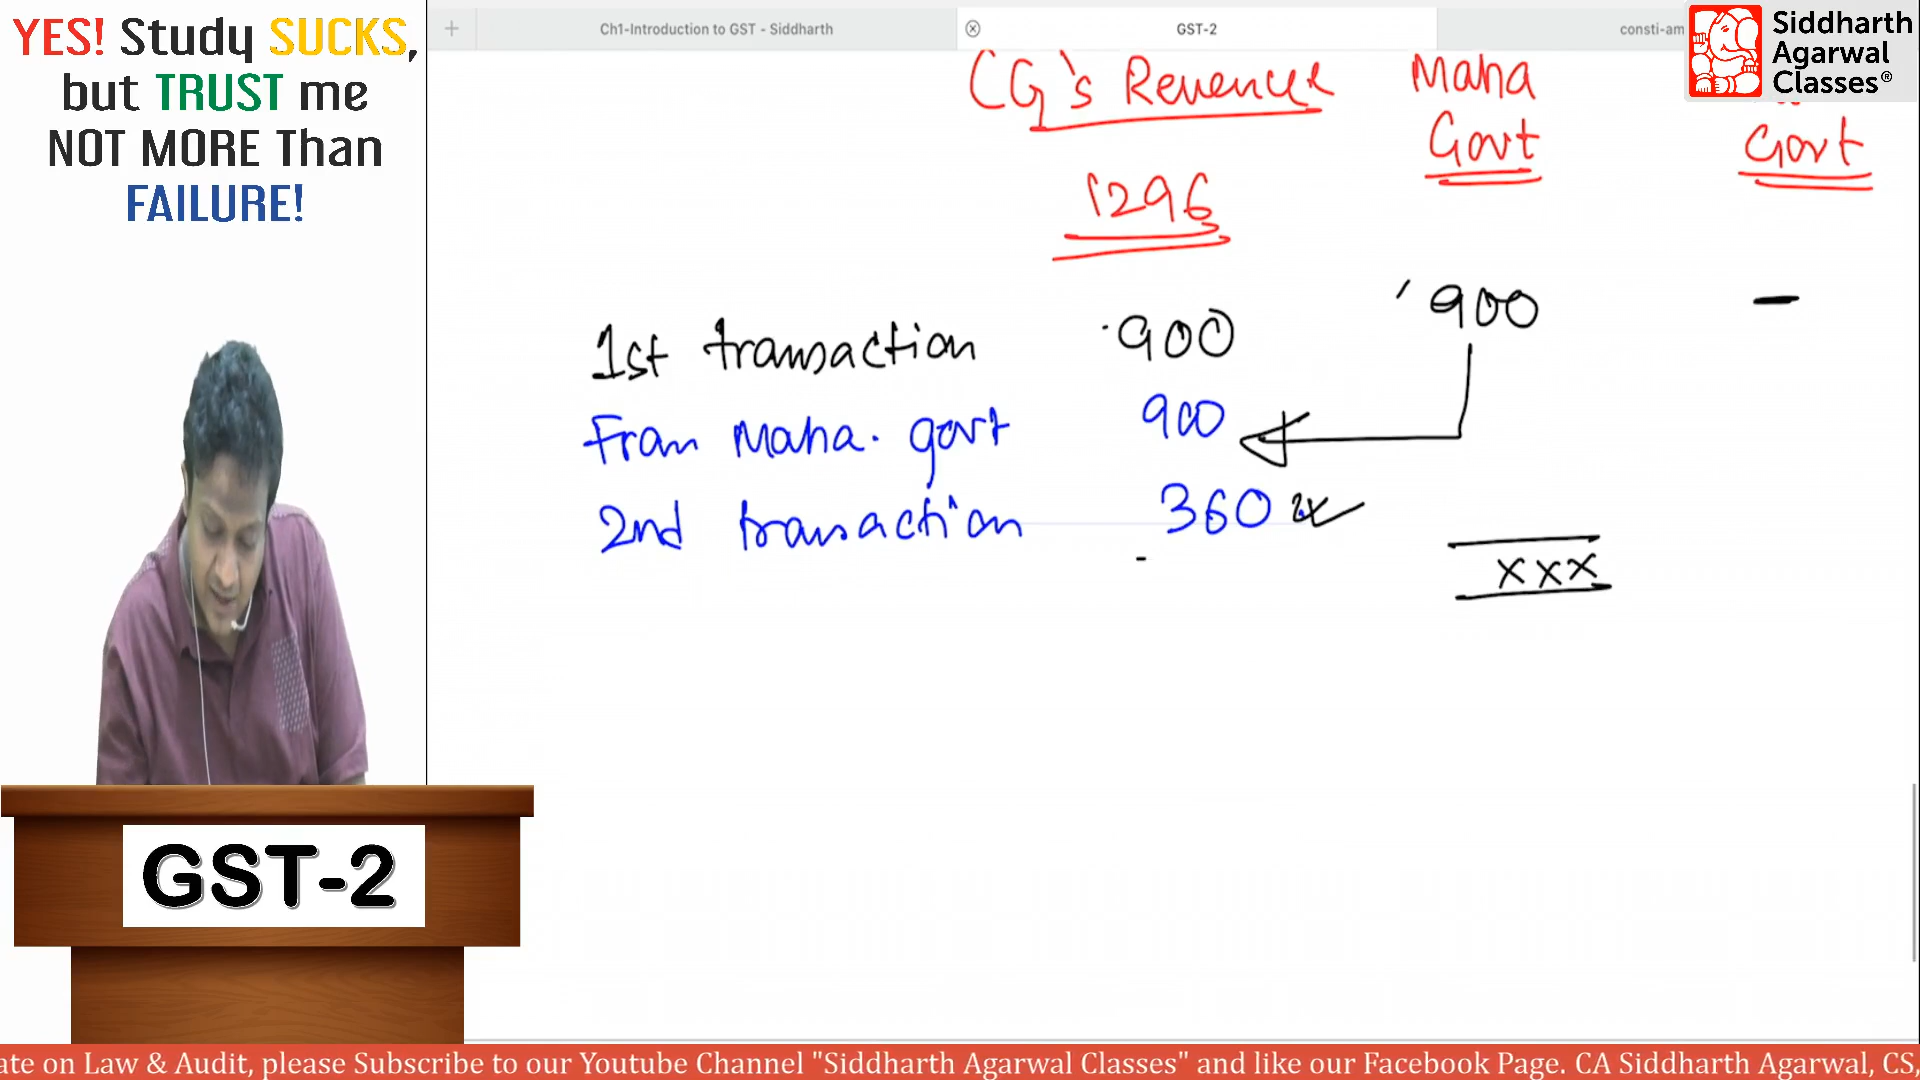 YES! Study SUCKS,
but TRUST me
NOT MORE Than
FAILURE!
Ch1-Introduction to GST - Siddharth
GST-2
consti-am
Siddharth
Agarwal
Classes®
CG's Revenue
Maha
Govt
Govt
1296
1st transaction 900 900 -
From Maha. govt 900
2nd transaction 360
xxx
GST-2
ate on Law & Audit, please Subscribe to our Youtube Channel "Siddharth Agarwal Classes" and like our Facebook Page. CA Siddharth Agarwal, CS,